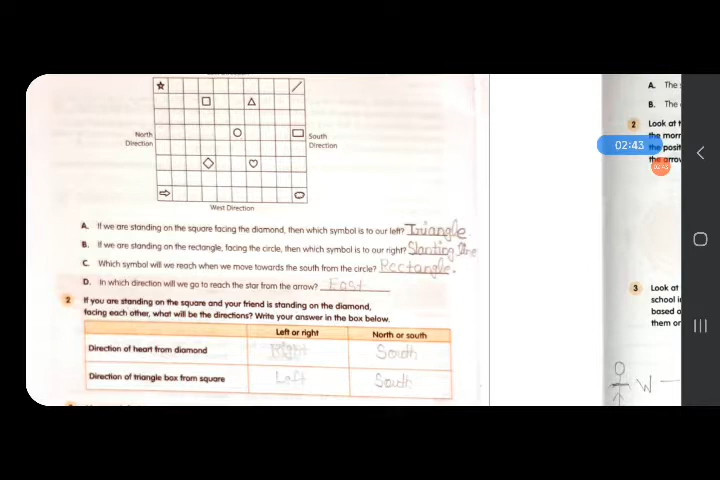 North
Direction
South
Direction
West Direction
A. If we are standing on the square facing the diamond, then which symbol is to our left? Triangle
B. If we are standing on the rectangle, facing the circle, then which symbol is to our right? Slanting line
C. Which symbol will we reach when we move towards the south from the circle? Rectangle.
D. In which direction will we go to reach the star from the arrow? East
2 If you are standing on the square and your friend is standing on the diamond,
facing each other, what will be the directions? Write your answer in the box below.
Left or right North or south
Direction of heart from diamond Right South
Direction of triangle box from square Left South
A. The
B. The
2 Look at
the morr
the posit
the arrov
02:43
3 Look at
school i
based o
them or
W